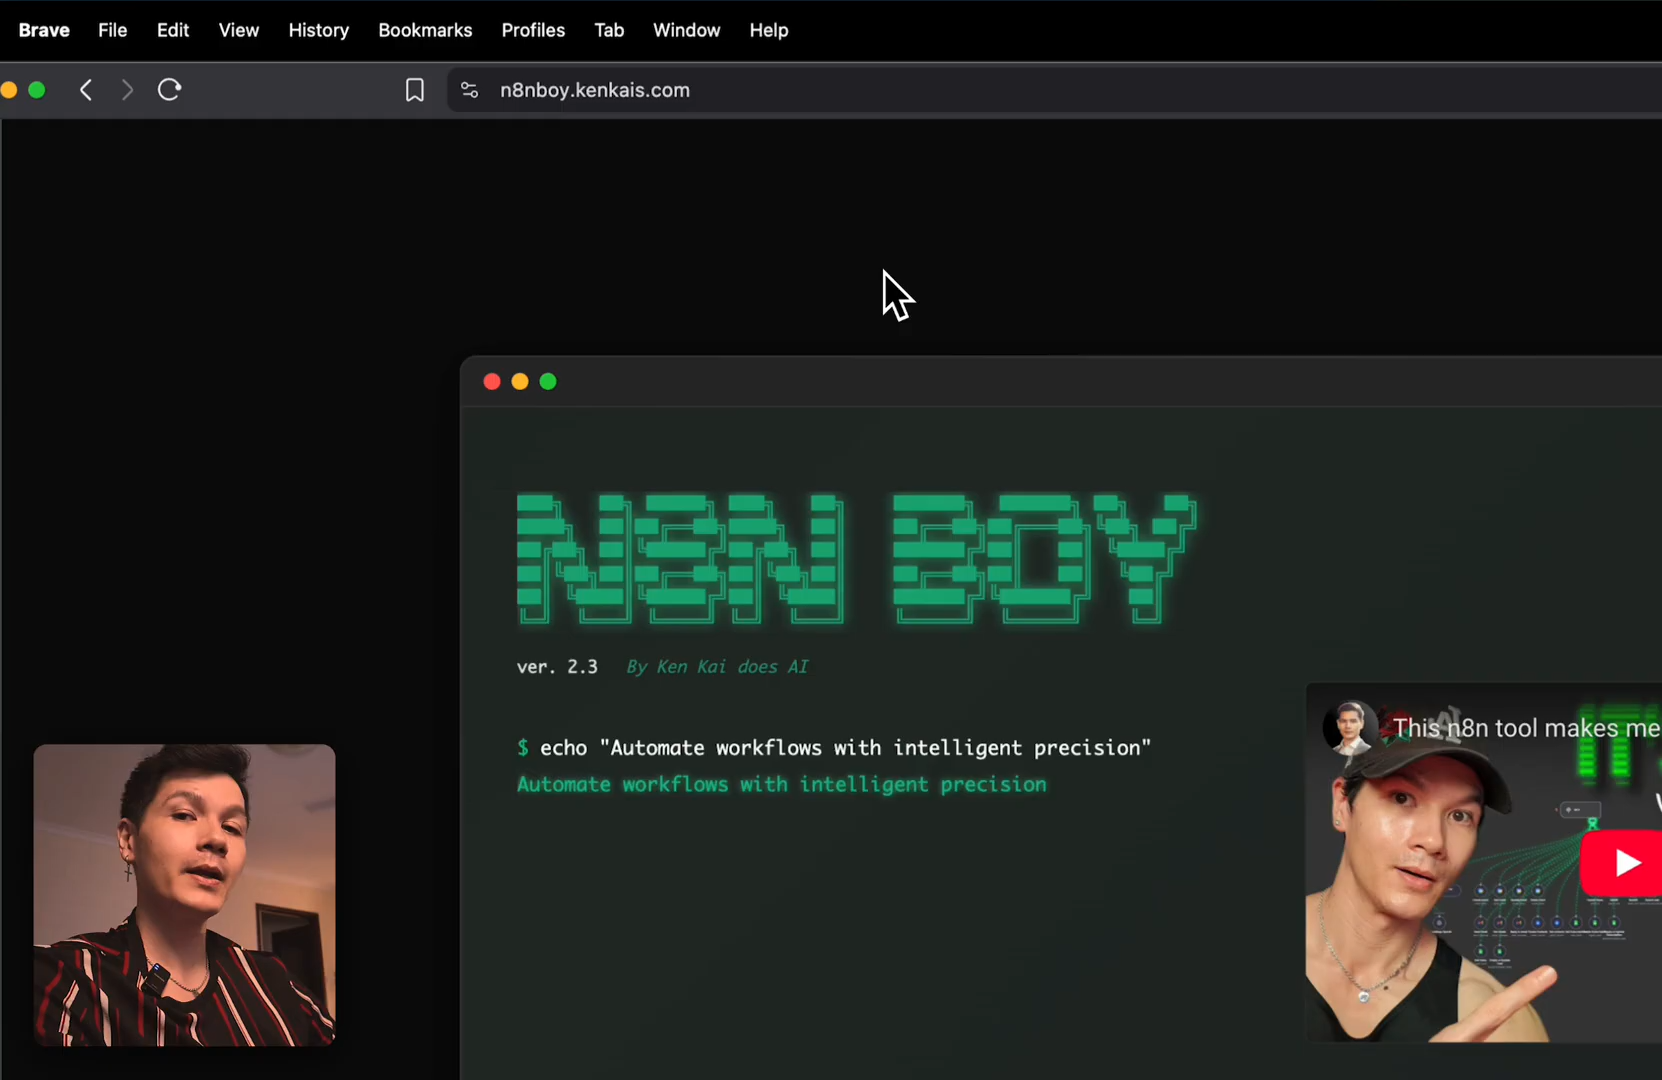 Brave File Edit View History Bookmarks Profiles Tab Window Help
n8nboy.kenkais.com
N8N BOY
ver. 2.3 By Ken Kai does AI
$ echo "Automate workflows with intelligent precision"
Automate workflows with intelligent precision
This n8n tool makes me